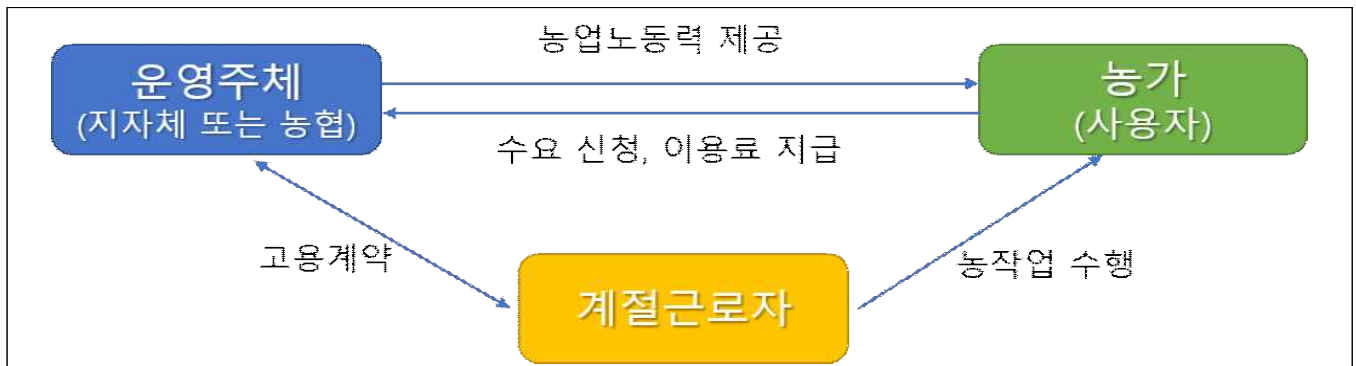 농업노동력 제공
운영주체
(지자체 또는 농협)
농가
(사용자)
수요 신청, 이용료 지급
고용계약
농작업 수행
계절근로자